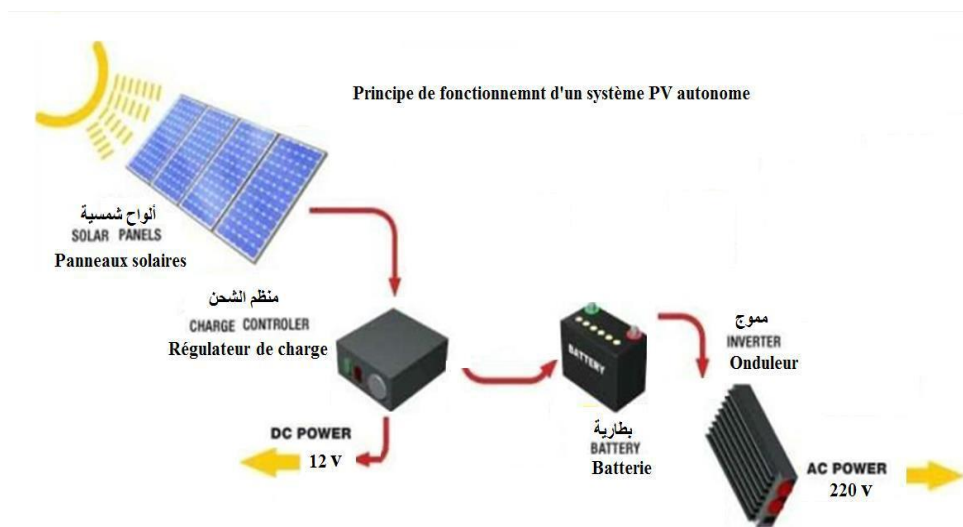 Principe de fonctionnemnt d'un système PV autonome
ألواح شمسية
SOLAR PANELS
Panneaux solaires
منظم الشحن
CHARGE CONTROLER
Régulateur de charge
مموج
INVERTER
Onduleur
BATTERY
بطارية
BATTERY
Batterie
DC POWER
12 V
AC POWER
220 V